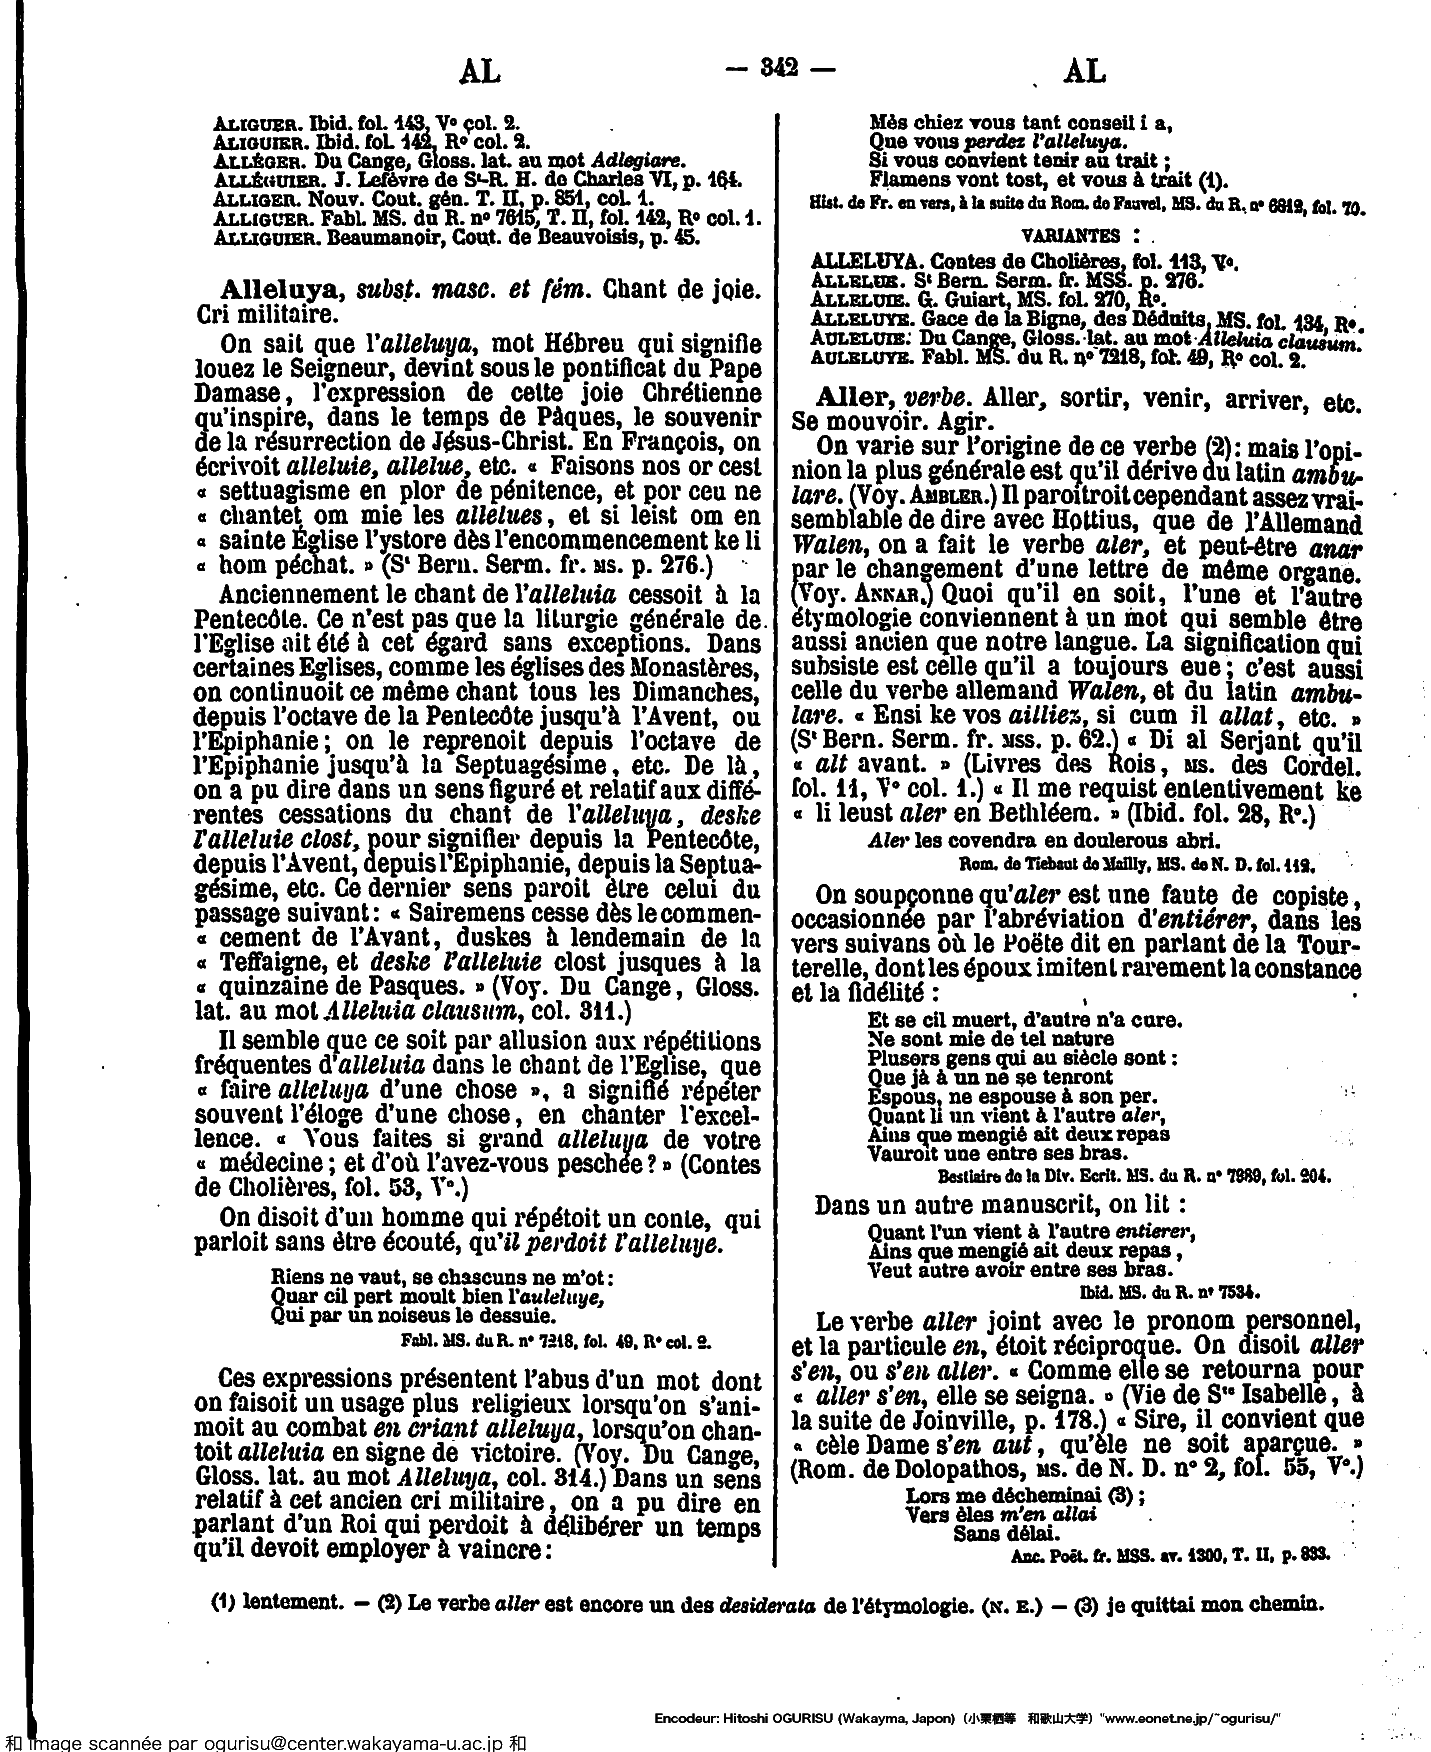 AL
— 342 —
AL
ALIGUER. Ibid. fol. 143, Vº col. 2.
ALIGUIER. Ibid. fol. 142, Rº col. 2.
ALLÉGER. Du Cange, Gloss. lat. au mot Adlegiare.
ALLÉGUIER. J. Lefèvre de St-R. H. de Charles VI, p. 164.
ALLIGER. Nouv. Cout. gén. T. II, p. 851, col. 1.
ALLIGUER. Fabl. MS. du R. nº 7615, T. II, fol. 142, Rº col. 1.
ALLIGUIER. Beaumanoir, Cout. de Beauvoisis, p. 45.
Alleluya, subst. masc. et fém. Chant de joie.
Cri militaire.
On sait que l'alleluya, mot Hébreu qui signifie
louez le Seigneur, devint sous le pontificat du Pape
Damase, l'expression de cette joie Chrétienne
qu'inspire, dans le temps de Pâques, le souvenir
de la résurrection de Jésus-Christ. En François, on
écrivoit alleluie, allelue, etc. « Faisons nos or cest
« settuagisme en plor de pénitence, et por ceu ne
« chantet om mie les allelues, et si leist om en
« sainte Église l'ystore dès l'encommencement ke li
« hom péchat. » (St Bern. Serm. fr. MS. p. 276.)
Anciennement le chant de l'alleluia cessoit à la
Pentecôte. Ce n'est pas que la liturgie générale de
l'Eglise ait été à cet égard sans exceptions. Dans
certaines Eglises, comme les églises des Monastères,
on continuoit ce même chant tous les Dimanches,
depuis l'octave de la Pentecôte jusqu'à l'Avent, ou
l'Epiphanie; on le reprenoit depuis l'octave de
l'Epiphanie jusqu'à la Septuagésime, etc. De là,
on a pu dire dans un sens figuré et relatif aux diffé-
rentes cessations du chant de l'alleluya, deske
l'alleluie clost, pour signifier depuis la Pentecôte,
depuis l'Avent, depuis l'Epiphanie, depuis la Septua-
gésime, etc. Ce dernier sens paroit être celui du
passage suivant: « Sairemens cesse dès le commen-
« cement de l'Avant, duskes à lendemain de la
« Teffaigne, et deske l'alleluie clost jusques à la
« quinzaine de Pasques. » (Voy. Du Cange, Gloss.
lat. au mot Alleluia clausum, col. 311.)
Il semble que ce soit par allusion aux répétitions
fréquentes d'alleluia dans le chant de l'Eglise, que
« faire alleluya d'une chose », a signifié répéter
souvent l'éloge d'une chose, en chanter l'excel-
lence. « Vous faites si grand alleluya de votre
« médecine; et d'où l'avez-vous peschée? » (Contes
de Cholières, fol. 53, Vº.)
On disoit d'un homme qui répétoit un conte, qui
parloit sans être écouté, qu'il perdoit l'alleluye.
Riens ne vaut, se chascuns ne m'ot:
Quar cil pert moult bien l'auleluye,
Qui par un noiseus le dessuie.
Fabl. MS. du R. nº 7218, fol. 49, Rº col. 2.
Ces expressions présentent l'abus d'un mot dont
on faisoit un usage plus religieux lorsqu'on s'ani-
moit au combat en criant alleluya, lorsqu'on chan-
toit alleluia en signe de victoire. (Voy. Du Cange,
Gloss. lat. au mot Alleluya, col. 314.) Dans un sens
relatif à cet ancien cri militaire, on a pu dire en
parlant d'un Roi qui perdoit à délibérer un temps
qu'il devoit employer à vaincre:
Mès chiez vous tant conseil i a,
Que vous perdez l'alleluya.
Si vous convient tenir au trait;
Flamens vont tost, et vous à trait (1).
Hist. de Fr. en vers, à la suite du Rom. de Fauvel, MS. du R. nº 6812, fol. 70.
VARIANTES :
ALLELUYA. Contes de Cholières, fol. 113, Vº.
ALLELUE. St Bern. Serm. fr. MSS. p. 276.
ALLELUIE. G. Guiart, MS. fol. 270, Rº.
ALLELUYE. Gace de la Bigne, des Déduits, MS. fol. 134, Rº.
AULELUIE. Du Cange, Gloss. lat. au mot Alleluia clausum.
AULELUYE. Fabl. MS. du R. nº 7218, fol. 49, Rº col. 2.
Aller, verbe. Aller, sortir, venir, arriver, etc.
Se mouvoir. Agir.
On varie sur l'origine de ce verbe (2): mais l'opi-
nion la plus générale est qu'il dérive du latin ambu-
lare. (Voy. AMBLER.) Il paroitroit cependant assez vrai-
semblable de dire avec Hottius, que de l'Allemand
Walen, on a fait le verbe aler, et peut-être anar
par le changement d'une lettre de même organe.
(Voy. ANNAR.) Quoi qu'il en soit, l'une et l'autre
étymologie conviennent à un mot qui semble être
aussi ancien que notre langue. La signification qui
subsiste est celle qu'il a toujours eue; c'est aussi
celle du verbe allemand Walen, et du latin ambu-
lare. « Ensi ke vos ailliez, si cum il allat, etc. »
(St Bern. Serm. fr. MSS. p. 62.) « Di al Serjant qu'il
« alt avant. » (Livres des Rois, MS. des Cordel.
fol. 11, Vº col. 1.) « Il me requist ententivement ke
« li leust aler en Bethléem. » (Ibid. fol. 28, Rº.)
Aler les covendra en doulerous abri.
Rom. de Tiebaut de Mailly, MS. de N. D. fol. 112.
On soupçonne qu'aler est une faute de copiste,
occasionnée par l'abréviation d'entiérer, dans les
vers suivans où le Poëte dit en parlant de la Tour-
terelle, dont les époux imitent rarement la constance
et la fidélité :
Et se cil muert, d'autre n'a cure.
Ne sont mie de tel nature
Plusors gens qui au siècle sont :
Que jà à un ne se tenront
Espous, ne espouse à son per.
Quant li un vient à l'autre aler,
Ains que mengié ait deux repas
Vauroit une entre ses bras.
Bestiaire de la Div. Ecrit. MS. du R. nº 7989, fol. 204.
Dans un autre manuscrit, on lit :
Quant l'un vient à l'autre entierer,
Ains que mengié ait deux repas,
Veut autre avoir entre ses bras.
Ibid. MS. du R. nº 7534.
Le verbe aller joint avec le pronom personnel,
et la particule en, étoit réciproque. On disoit aller
s'en, ou s'en aller. « Comme elle se retourna pour
« aller s'en, elle se seigna. » (Vie de Ste Isabelle, à
la suite de Joinville, p. 178.) « Sire, il convient que
« cèle Dame s'en aut, qu'èle ne soit aparçue. »
(Rom. de Dolopathos, MS. de N. D. nº 2, fol. 55, Vº.)
Lors me décheminai (3);
Vers èles m'en allai
Sans délai.
Anc. Poët. fr. MSS. av. 1300, T. II, p. 833.
(1) lentement. — (2) Le verbe aller est encore un des desiderata de l'étymologie. (N. E.) — (3) je quittai mon chemin.
Encodeur: Hitoshi OGURISU (Wakayma, Japon) (小栗栖等 和歌山大学) "www.eonet.ne.jp/~ogurisu/"
和 Image scannée par ogurisu@center.wakayama-u.ac.jp 和